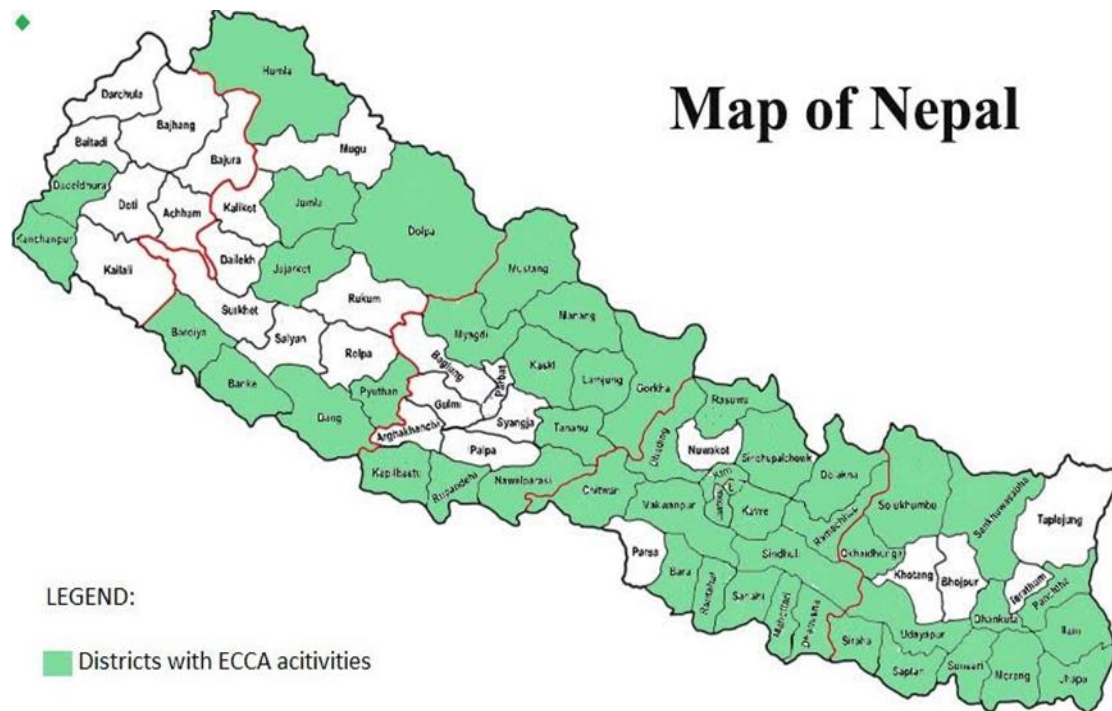 Map of Nepal
Humla
Darchula
Bajhang
Baitadi
Bajura
Mugu
Dadeldhura
Doti
Achham
Kalikot
Jumla
Kanchanpur
Dolpa
Dailekh
Jajarkot
Kailali
Mustang
Surkhet
Rukum
Manang
Myagdi
Bardiya
Salyan
Rolpa
Baglung
Parbat
Kaski
Lamjung
Gorkha
Banke
Pyuthan
Gulmi
Rasuwa
Dang
Syangja
Tanahu
Dhading
Nuwakot
Arghakhanchi
Palpa
Sindhupalchowk
Dolakha
Kapilbastu
Rupandehi
Nawalparasi
Chitwan
Makwanpur
Kavre
Ramechhap
Solukhumbu
Sankhuwasabha
Taplejung
Parsa
Sindhuli
Okhaldhunga
Khotang
Bhojpur
Bara
Rautahat
Sarlahi
Mahottari
Dhanusha
Siraha
Udayapur
Dhankuta
Terathum
Panchthar
Ilam
Saptari
Sunsari
Morang
Jhapa
LEGEND:
Districts with ECCA acitivities